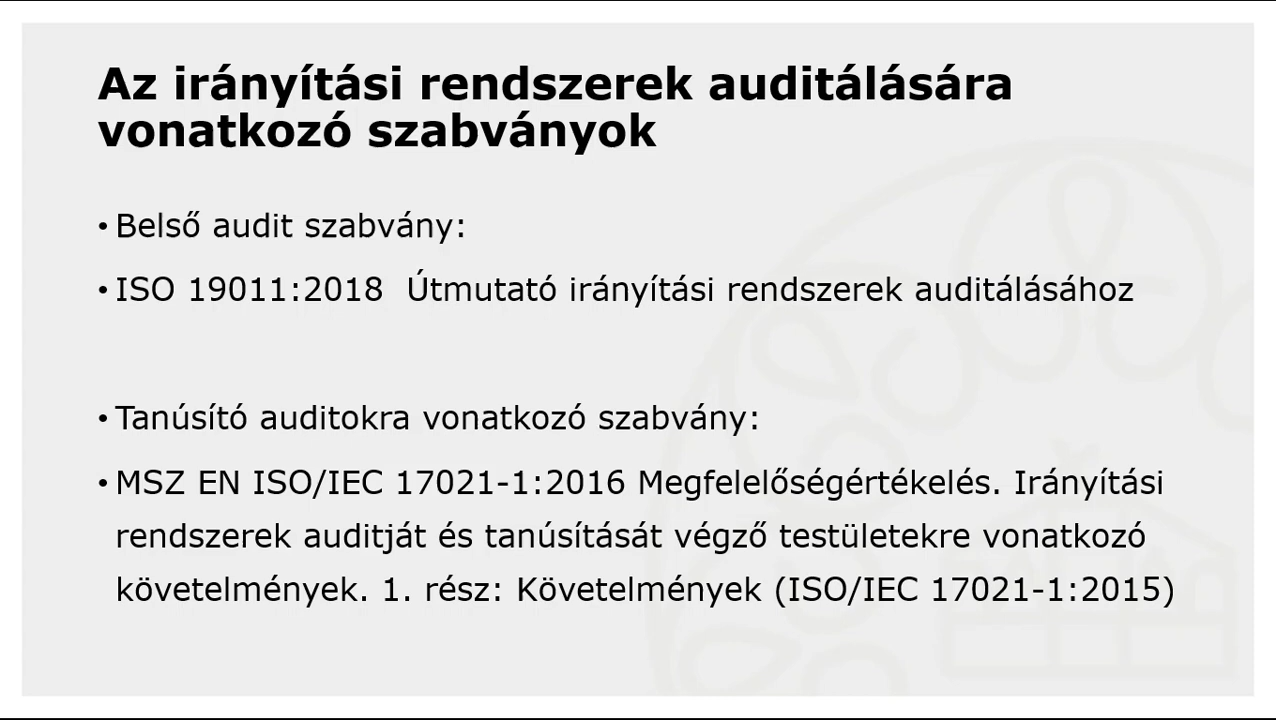 Az irányítási rendszerek auditálására
vonatkozó szabványok
• Belső audit szabvány:
• ISO 19011:2018  Útmutató irányítási rendszerek auditálásához
• Tanúsító auditokra vonatkozó szabvány:
• MSZ EN ISO/IEC 17021-1:2016 Megfelelőségértékelés. Irányítási
rendszerek auditját és tanúsítását végző testületekre vonatkozó
követelmények. 1. rész: Követelmények (ISO/IEC 17021-1:2015)